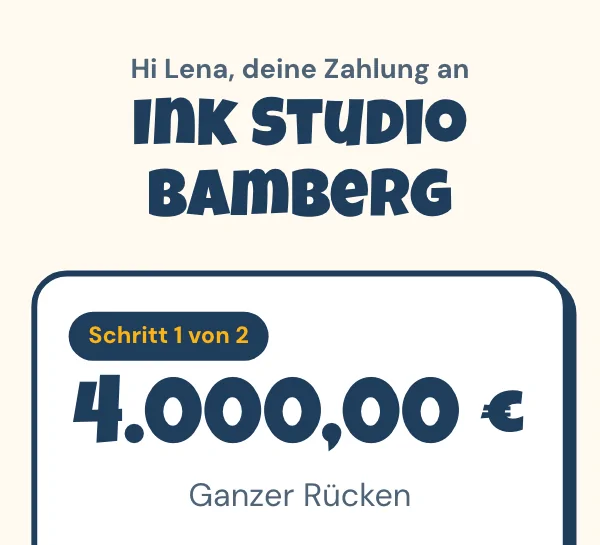 Hi Lena, deine Zahlung an
Ink Studio
Bamberg
Schritt 1 von 2
4.000,00 €
Ganzer Rücken